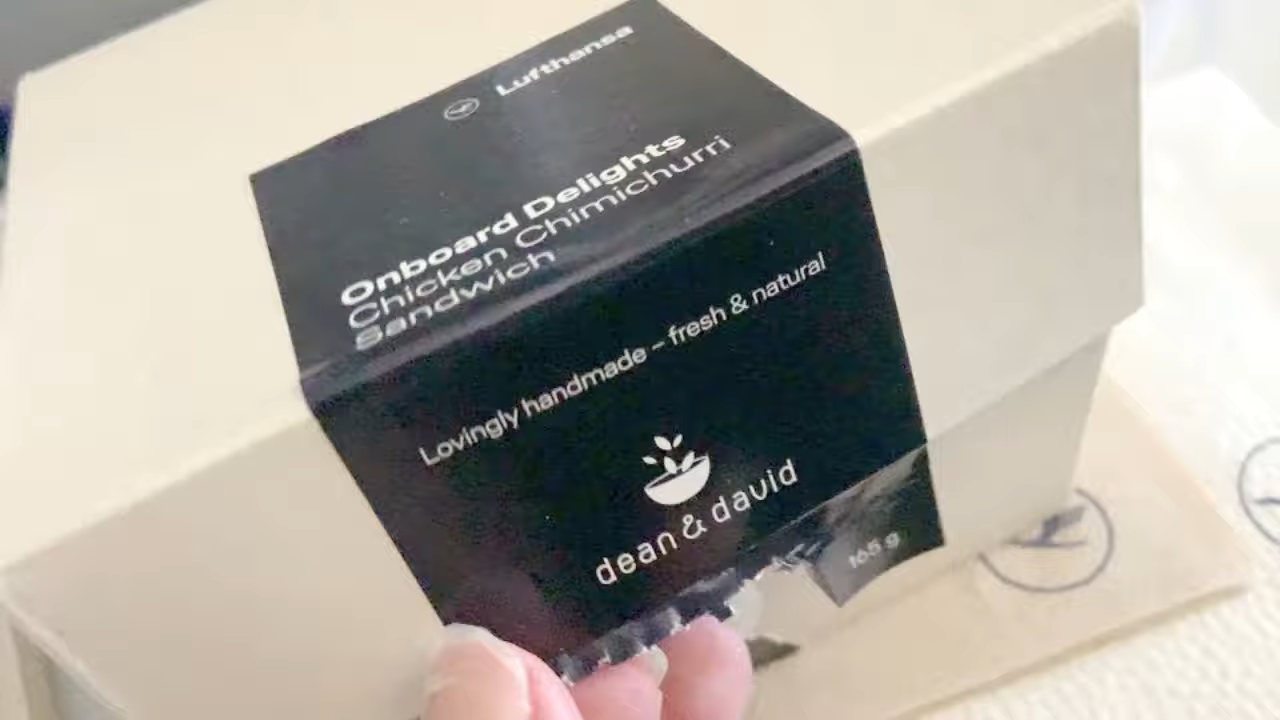 Lufthansa
Onboard Delights
Chicken Chimichurri
Sandwich
Lovingly handmade – fresh & natural
dean & david
165 g